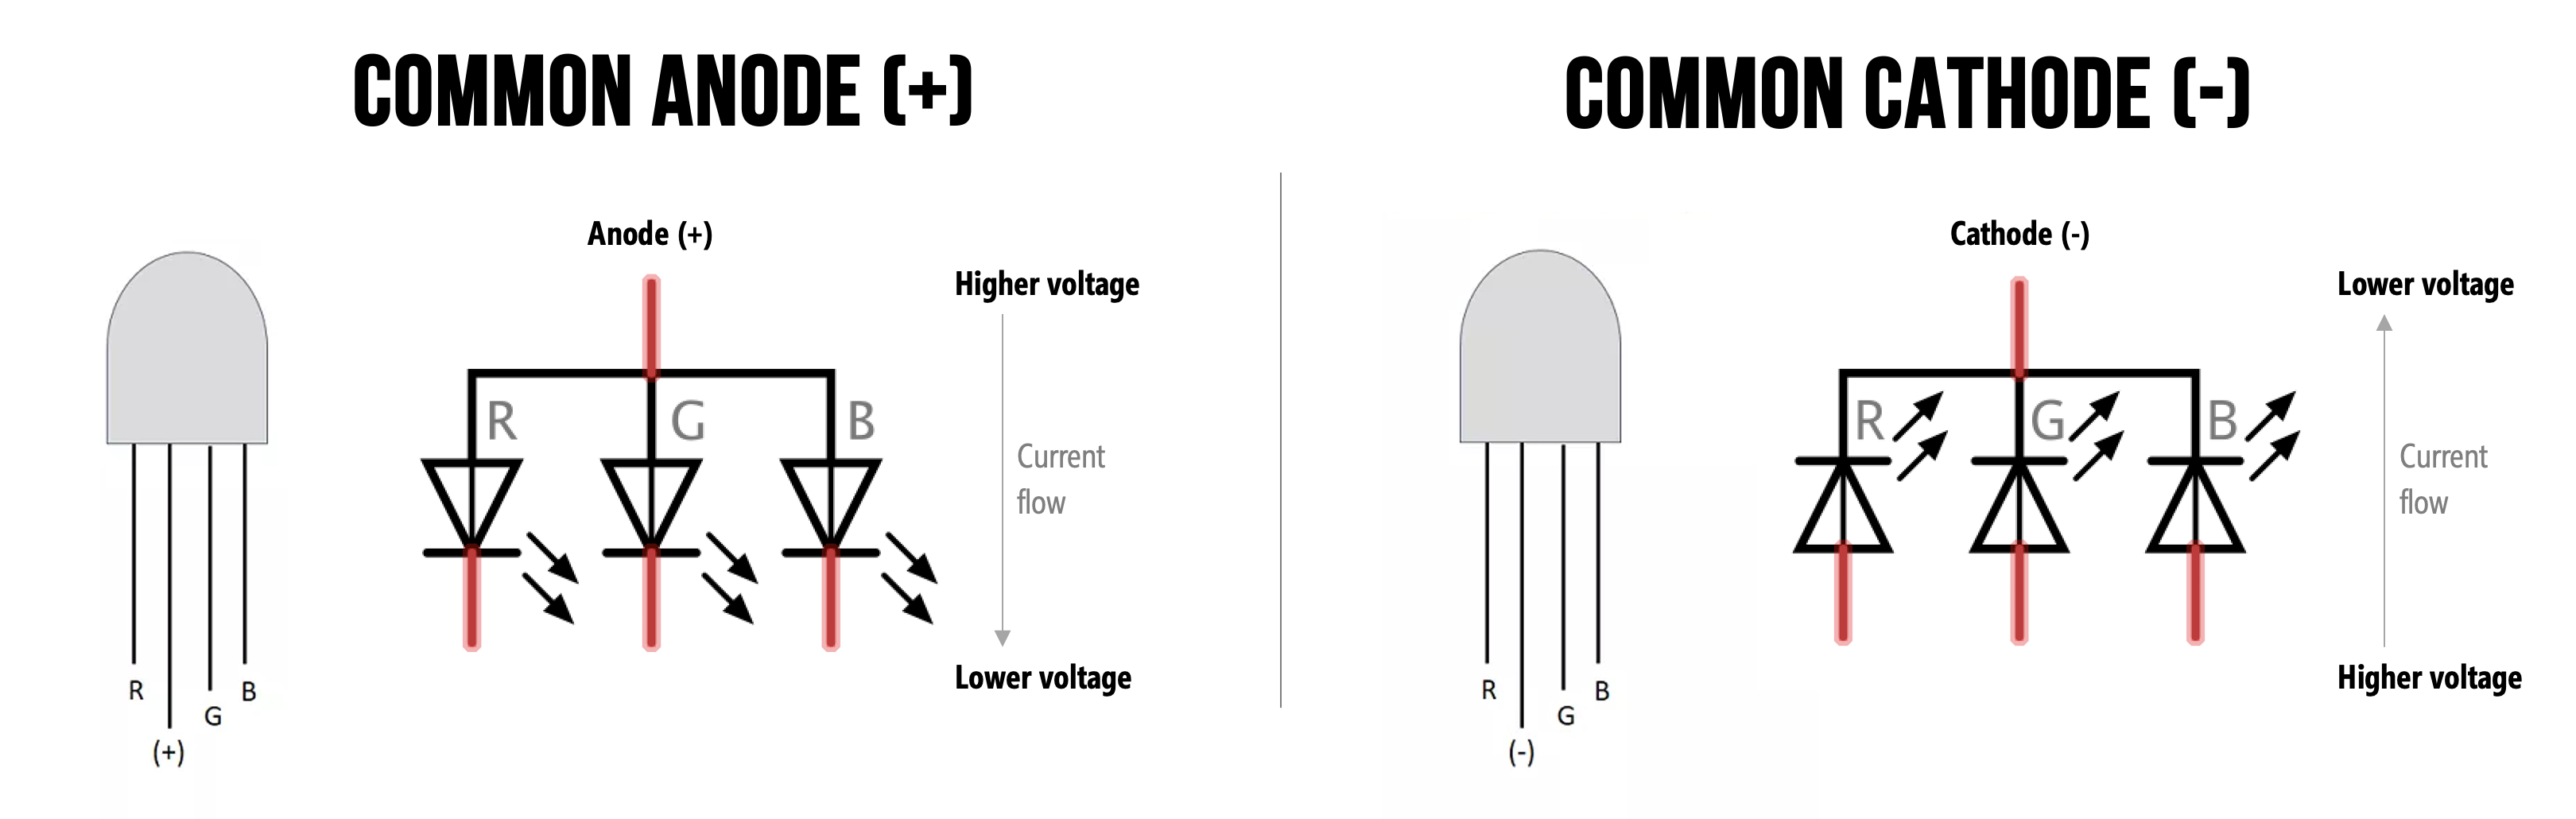 COMMON ANODE (+)
Anode (+)
Higher voltage
R
G
B
Current
flow
Lower voltage
R
B
G
(+)
COMMON CATHODE (-)
Cathode (-)
Lower voltage
R
G
B
Current
flow
Higher voltage
R
B
G
(-)